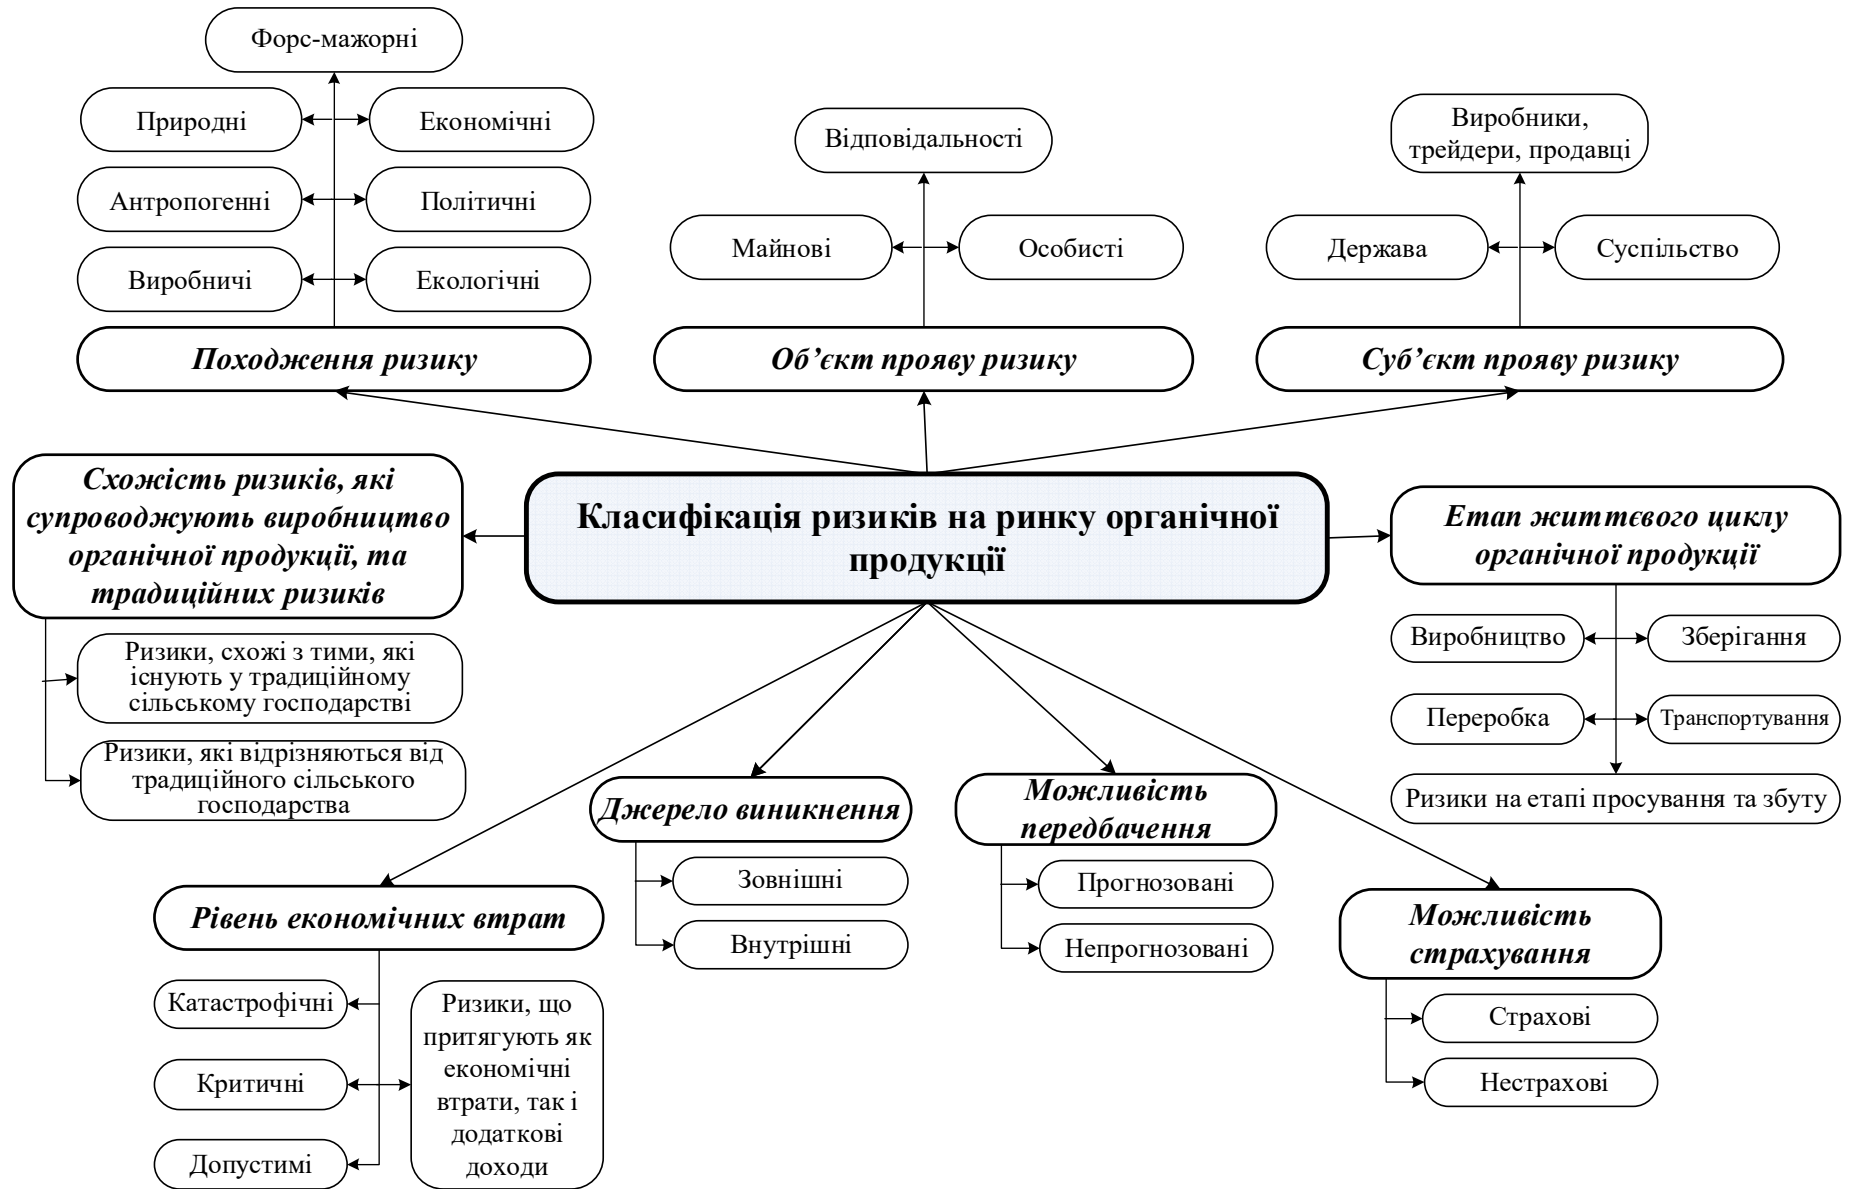 Форс-мажорні
Природні
Економічні
Антропогенні
Політичні
Виробничі
Екологічні
Походження ризику
Відповідальності
Майнові
Особисті
Об’єкт прояву ризику
Виробники,
трейдери, продавці
Держава
Суспільство
Суб’єкт прояву ризику
Схожість ризиків, які
супроводжують виробництво
органічної продукції, та
традиційних ризиків
Ризики, схожі з тими, які
існують у традиційному
сільському господарстві
Ризики, які відрізняються від
традиційного сільського
господарства
Класифікація ризиків на ринку органічної
продукції
Етап життєвого циклу
органічної продукції
Виробництво
Зберігання
Переробка
Транспортування
Ризики на етапі просування та збуту
Рівень економічних втрат
Катастрофічні
Критичні
Допустимі
Ризики, що
притягують як
економічні
втрати, так і
додаткові
доходи
Джерело виникнення
Зовнішні
Внутрішні
Можливість
передбачення
Прогнозовані
Непрогнозовані
Можливість
страхування
Страхові
Нестрахові